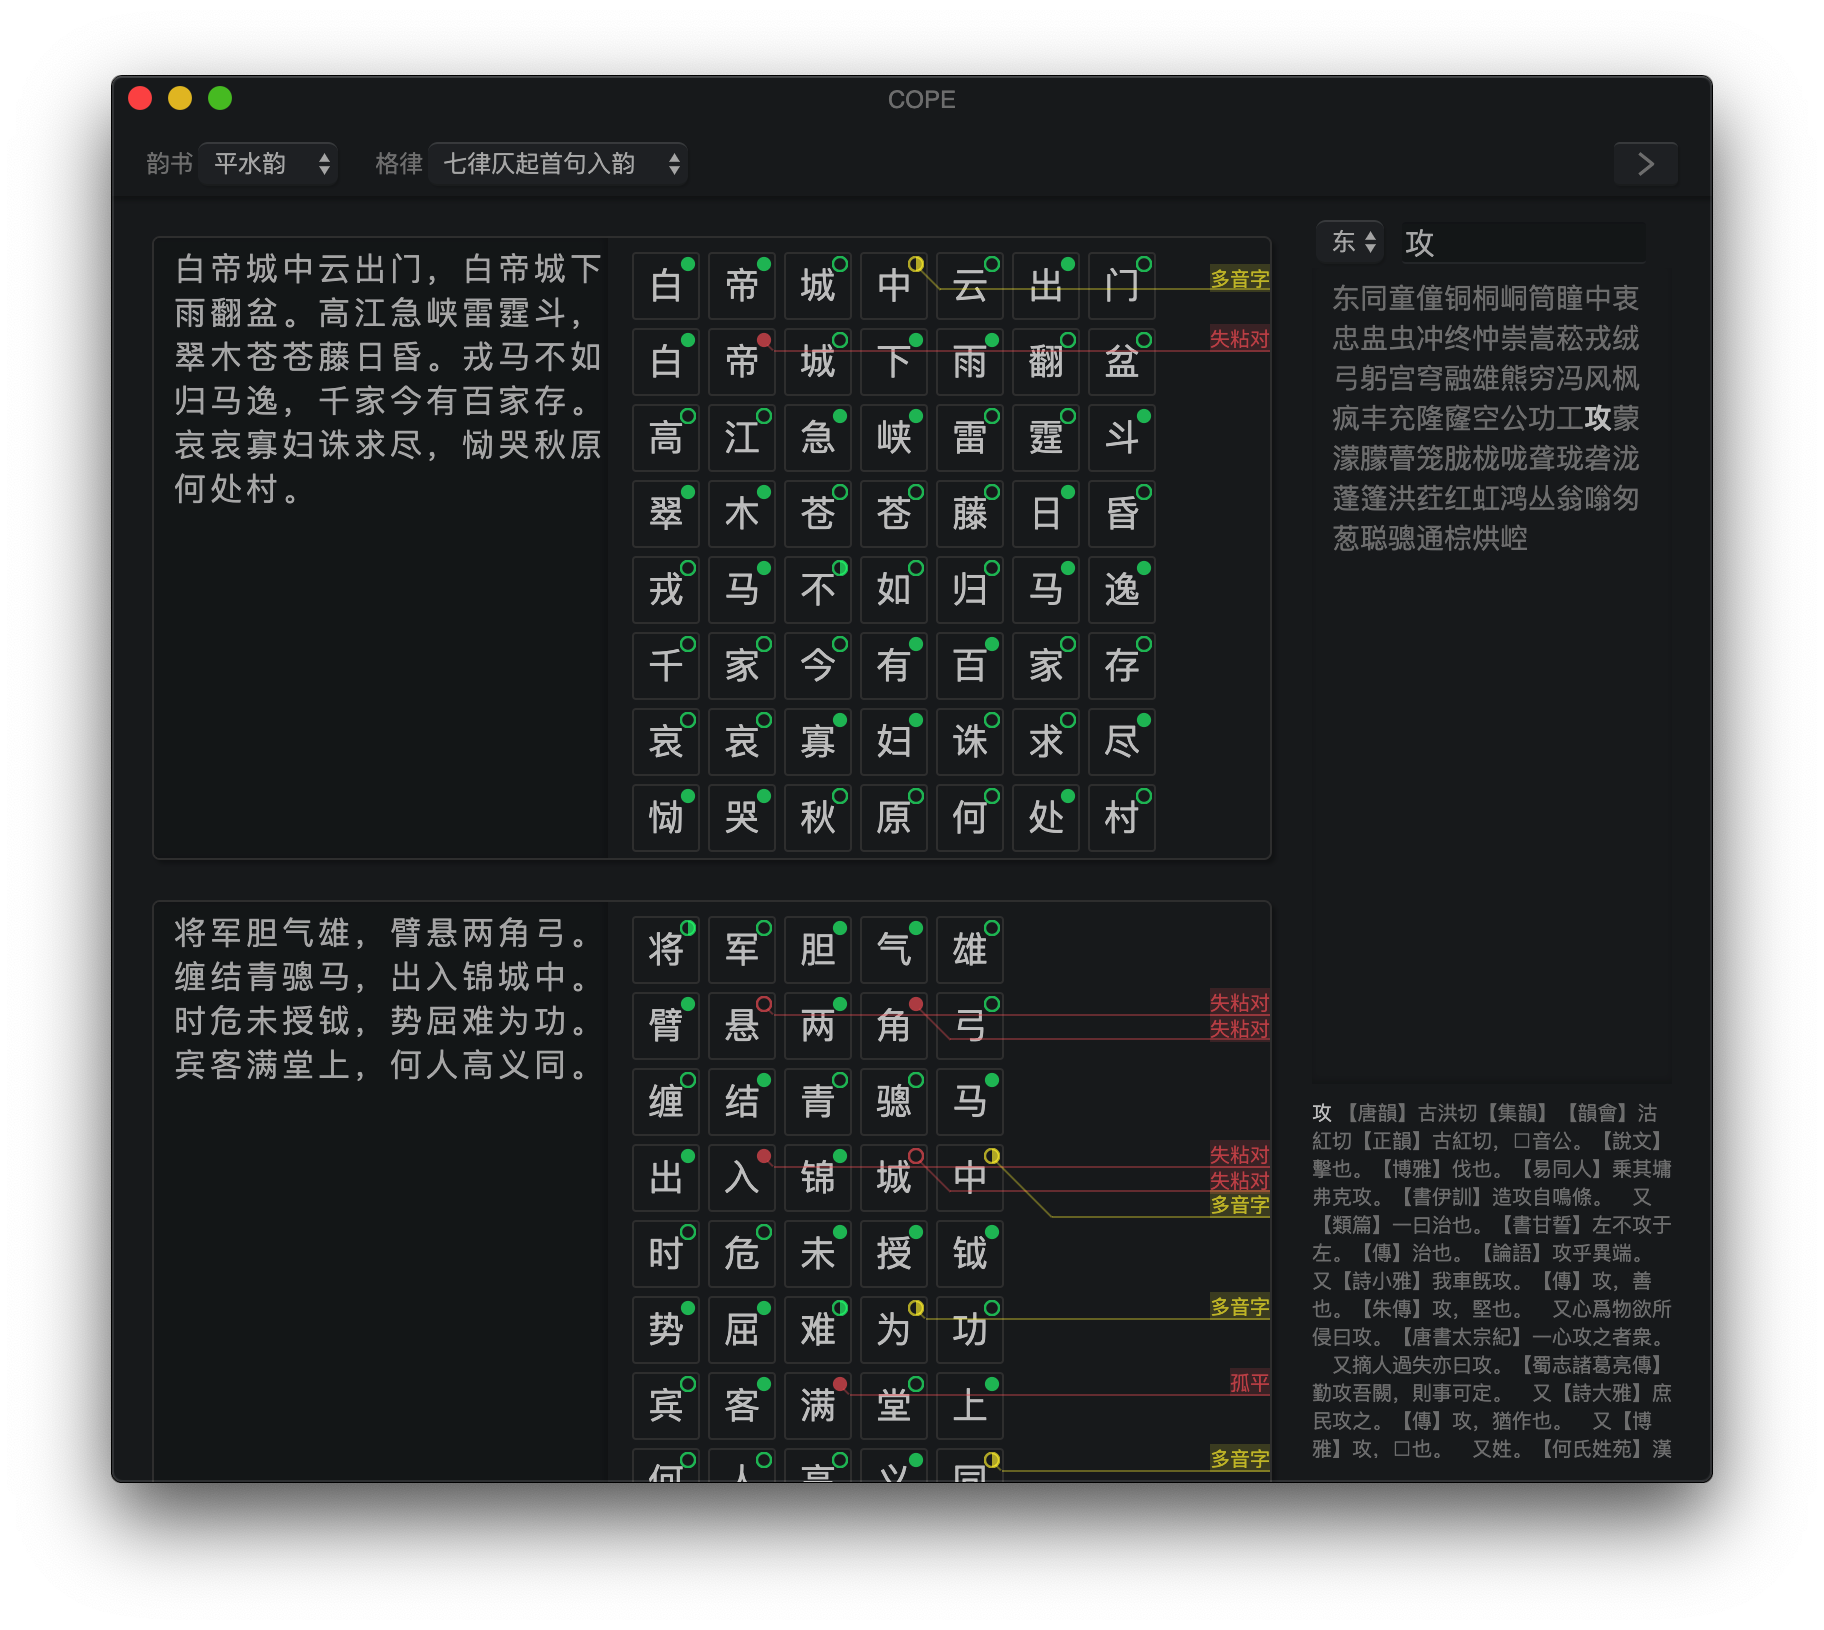 COPE
韵书 平水韵 格律 七律仄起首句入韵
白帝城中云出门，白帝城下
雨翻盆。高江急峡雷霆斗，
翠木苍苍藤日昏。戎马不如
归马逸，千家今有百家存。
哀哀寡妇诛求尽，恸哭秋原
何处村。
白帝城中云出门 多音字
白帝城下雨翻盆 失粘对
高江急峡雷霆斗
翠木苍苍藤日昏
戎马不如归马逸
千家今有百家存
哀哀寡妇诛求尽
恸哭秋原何处村
将军胆气雄，臂悬两角弓。
缠结青骢马，出入锦城中。
时危未授钺，势屈难为功。
宾客满堂上，何人高义同。
将军胆气雄
臂悬两角弓 失粘对
失粘对
缠结青骢马
出入锦城中 失粘对
失粘对
多音字
时危未授钺
势屈难为功 多音字
宾客满堂上 孤平
何人高义同 多音字
东 攻
东同童僮铜桐峒筒瞳中衷
忠盅虫冲终忡崇嵩菘戎绒
弓躬宫穹融雄熊穷冯风枫
疯丰充隆窿空公功工攻蒙
濛朦瞢笼胧栊咙聋珑砻泷
蓬篷洪荭红虹鸿丛翁嗡匆
葱聪骢通棕烘崆
攻 【唐韻】古洪切【集韻】【韻會】沽
紅切【正韻】古紅切，□音公。【說文】
擊也。【博雅】伐也。【易同人】乘其墉
弗克攻。【書伊訓】造攻自鳴條。 又
【類篇】一曰治也。【書甘誓】左不攻于
左。【傳】治也。【論語】攻乎異端。
又【詩小雅】我車旣攻。【傳】攻，善
也。【朱傳】攻，堅也。 又心爲物欲所
侵曰攻。【唐書太宗紀】一心攻之者衆。
又摘人過失亦曰攻。【蜀志諸葛亮傳】
勤攻吾闕，則事可定。 又【詩大雅】庶
民攻之。【傳】攻，猶作也。 又【博
雅】攻，□也。 又姓。【何氏姓苑】漢